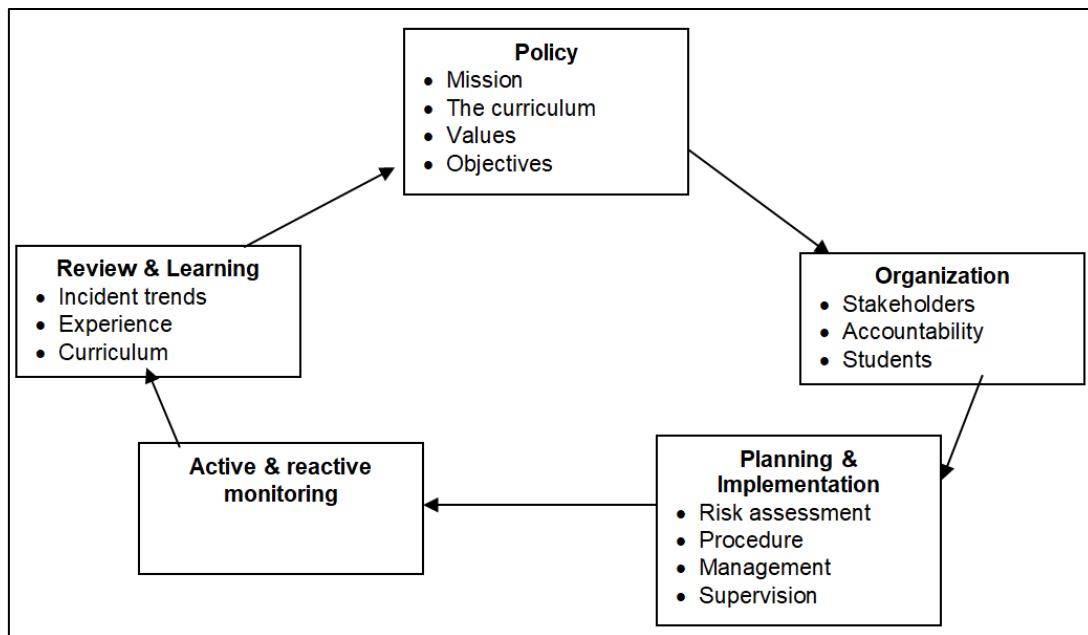 Policy
• Mission
• The curriculum
• Values
• Objectives
Organization
• Stakeholders
• Accountability
• Students
Planning &
Implementation
• Risk assessment
• Procedure
• Management
• Supervision
Active & reactive
monitoring
Review & Learning
• Incident trends
• Experience
• Curriculum